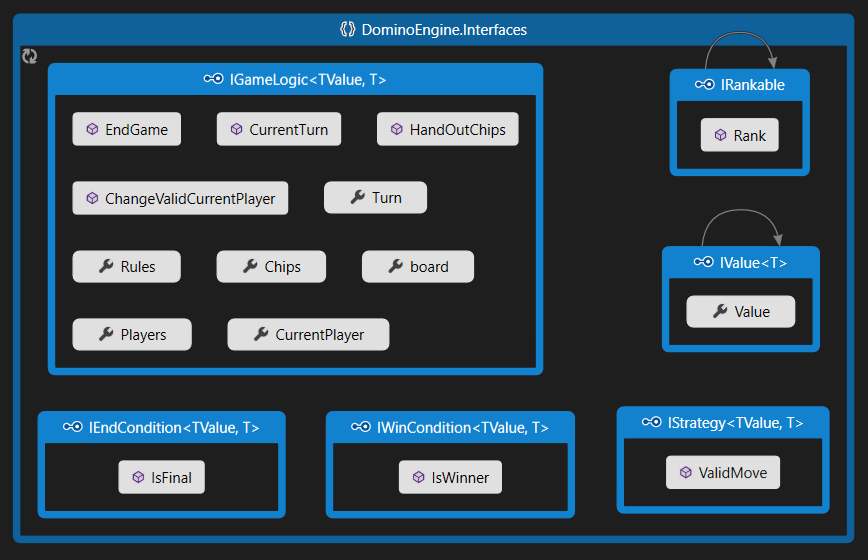 DominoEngine.Interfaces
IGameLogic<TValue, T>
EndGame
CurrentTurn
HandOutChips
ChangeValidCurrentPlayer
Turn
Rules
Chips
board
Players
CurrentPlayer
IRankable
Rank
IValue<T>
Value
IEndCondition<TValue, T>
IsFinal
IWinCondition<TValue, T>
IsWinner
IStrategy<TValue, T>
ValidMove